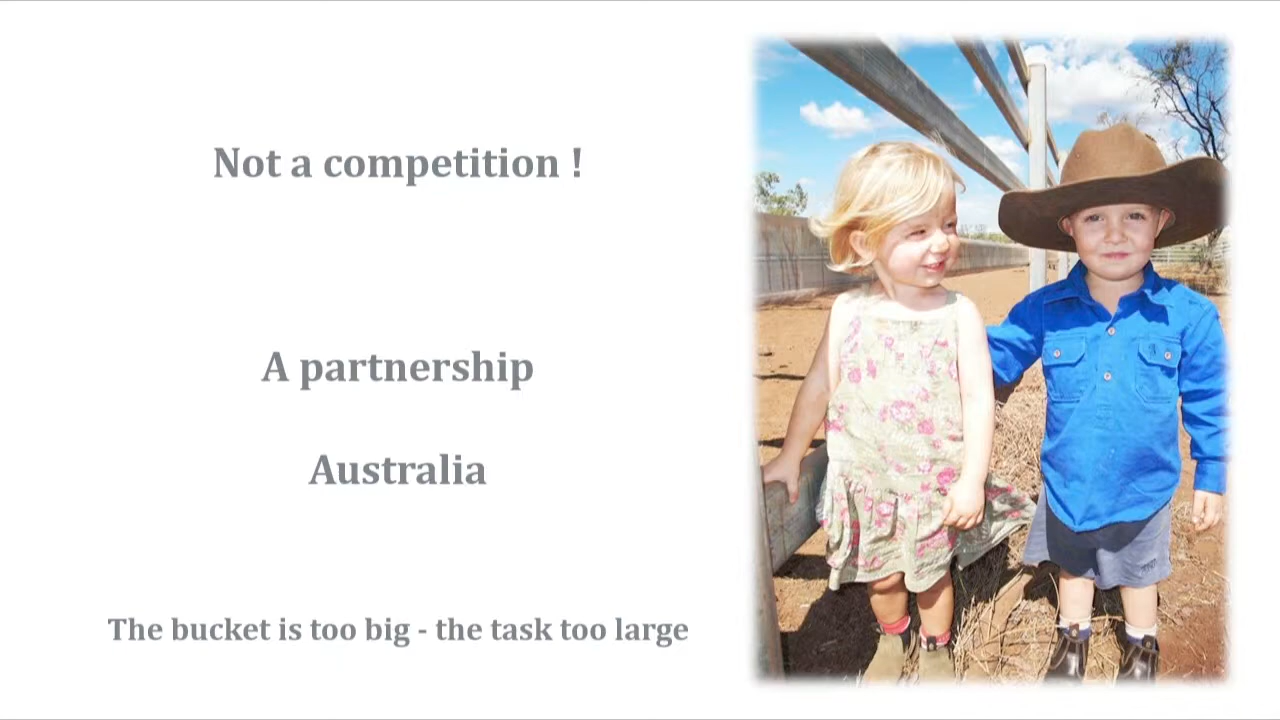 Not a competition !
A partnership
Australia
The bucket is too big - the task too large